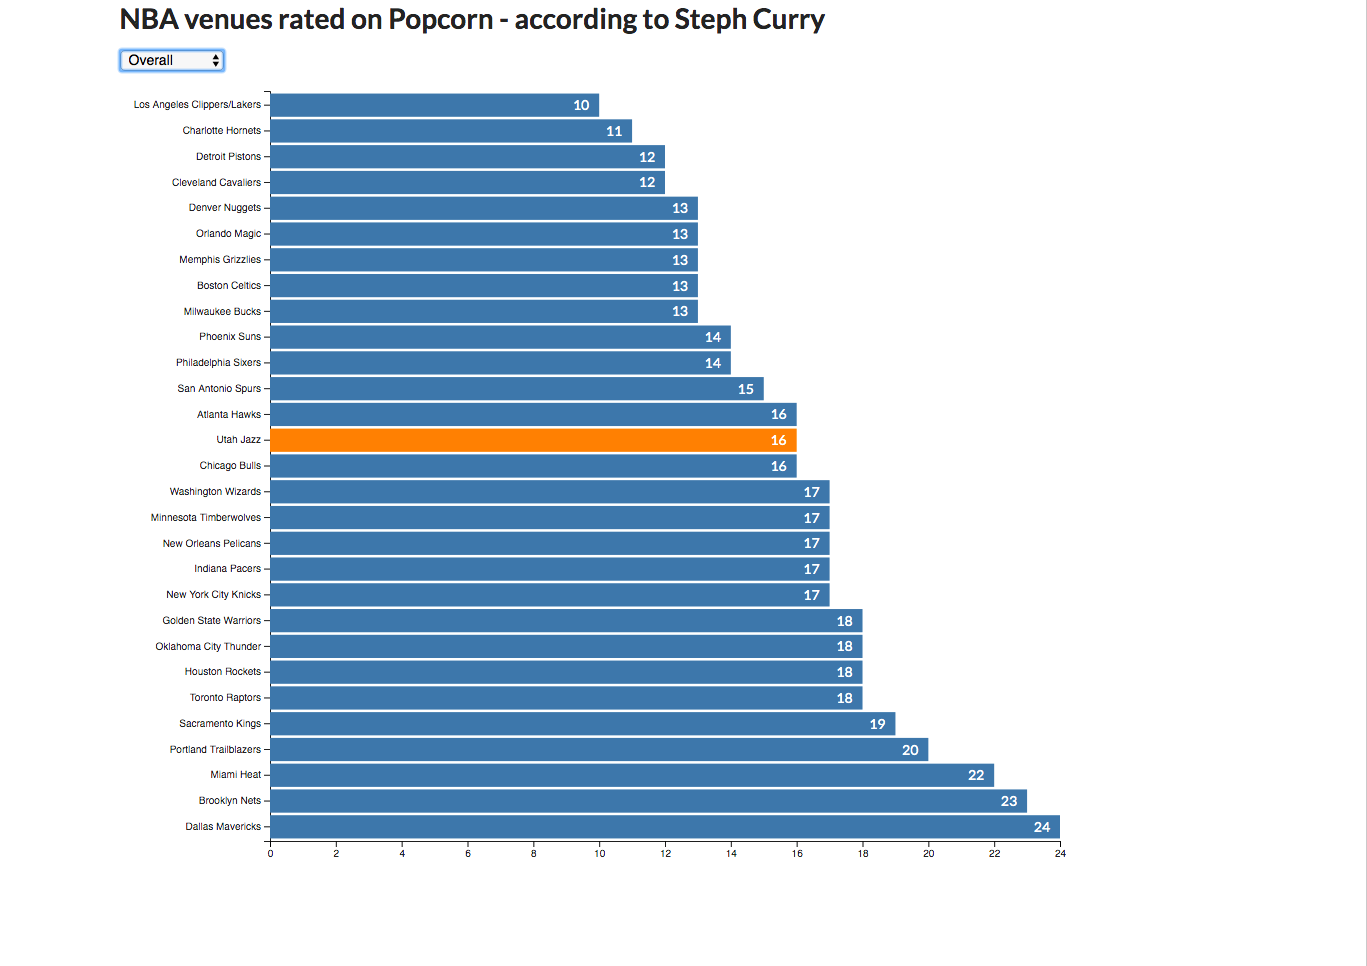 NBA venues rated on Popcorn - according to Steph Curry
Overall
Los Angeles Clippers/Lakers 10
Charlotte Hornets 11
Detroit Pistons 12
Cleveland Cavaliers 12
Denver Nuggets 13
Orlando Magic 13
Memphis Grizzlies 13
Boston Celtics 13
Milwaukee Bucks 13
Phoenix Suns 14
Philadelphia Sixers 14
San Antonio Spurs 15
Atlanta Hawks 16
Utah Jazz 16
Chicago Bulls 16
Washington Wizards 17
Minnesota Timberwolves 17
New Orleans Pelicans 17
Indiana Pacers 17
New York City Knicks 17
Golden State Warriors 18
Oklahoma City Thunder 18
Houston Rockets 18
Toronto Raptors 18
Sacramento Kings 19
Portland Trailblazers 20
Miami Heat 22
Brooklyn Nets 23
Dallas Mavericks 24
0 2 4 6 8 10 12 14 16 18 20 22 24